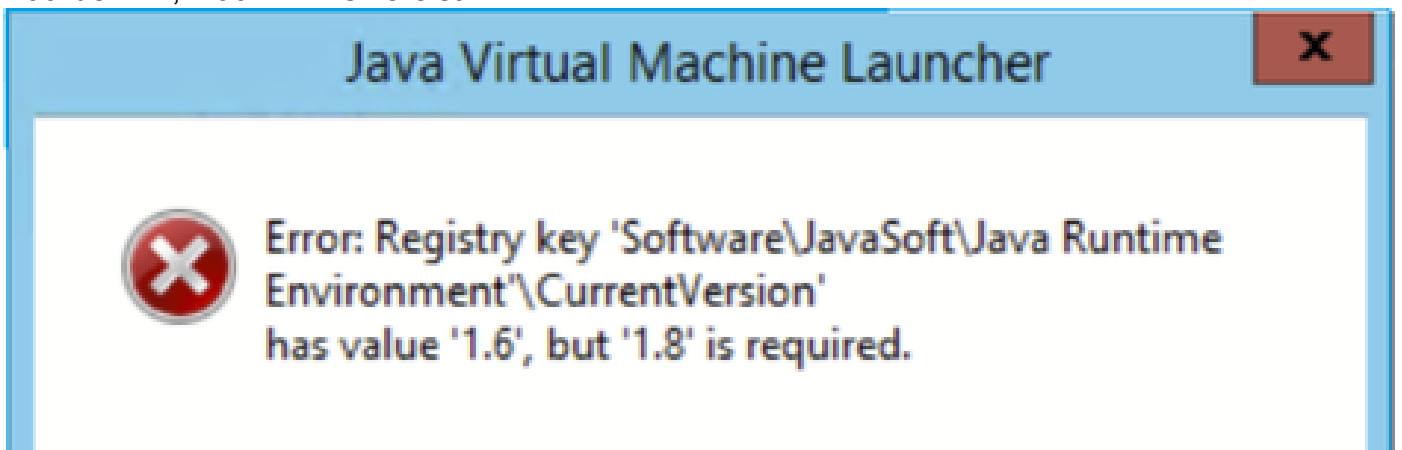 Java Virtual Machine Launcher
x
Error: Registry key 'Software\JavaSoft\Java Runtime
Environment'\CurrentVersion'
has value '1.6', but '1.8' is required.